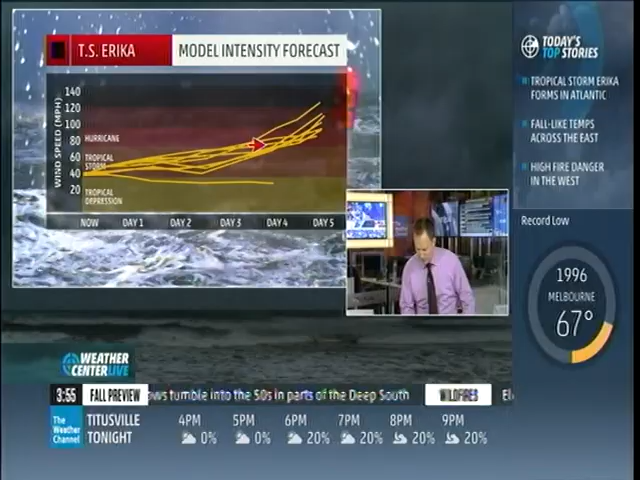 T.S. ERIKA
MODEL INTENSITY FORECAST
WIND SPEED (MPH)
140
120
100
80
60
40
20
HURRICANE
TROPICAL
STORM
TROPICAL
DEPRESSION
NOW DAY 1 DAY 2 DAY 3 DAY 4 DAY 5
TODAY'S
TOP STORIES
TROPICAL STORM ERIKA
FORMS IN ATLANTIC
FALL-LIKE TEMPS
ACROSS THE EAST
HIGH FIRE DANGER
IN THE WEST
Record Low
1996
MELBOURNE
67°
WEATHER
CENTER LIVE
3:55 FALL PREVIEW ws tumble into the 50s in parts of the Deep South WILDFIRES El
The
Weather
Channel
TITUSVILLE
TONIGHT
4PM 5PM 6PM 7PM 8PM 9PM
0% 0% 20% 20% 20% 20%